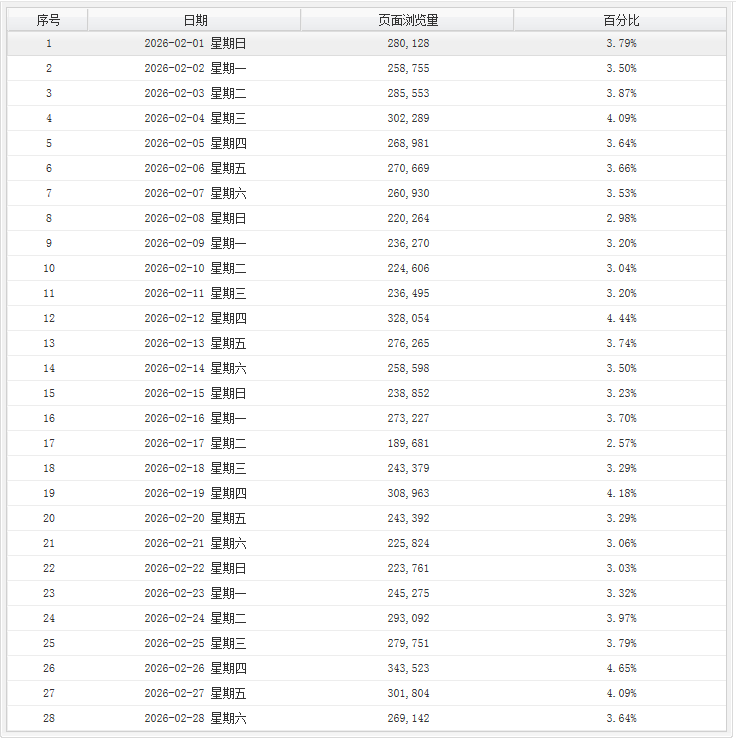 序号 日期 页面浏览量 百分比
1 2026-02-01 星期日 280,128 3.79%
2 2026-02-02 星期一 258,755 3.50%
3 2026-02-03 星期二 285,553 3.87%
4 2026-02-04 星期三 302,289 4.09%
5 2026-02-05 星期四 268,981 3.64%
6 2026-02-06 星期五 270,669 3.66%
7 2026-02-07 星期六 260,930 3.53%
8 2026-02-08 星期日 220,264 2.98%
9 2026-02-09 星期一 236,270 3.20%
10 2026-02-10 星期二 224,606 3.04%
11 2026-02-11 星期三 236,495 3.20%
12 2026-02-12 星期四 328,054 4.44%
13 2026-02-13 星期五 276,265 3.74%
14 2026-02-14 星期六 258,598 3.50%
15 2026-02-15 星期日 238,852 3.23%
16 2026-02-16 星期一 273,227 3.70%
17 2026-02-17 星期二 189,681 2.57%
18 2026-02-18 星期三 243,379 3.29%
19 2026-02-19 星期四 308,963 4.18%
20 2026-02-20 星期五 243,392 3.29%
21 2026-02-21 星期六 225,824 3.06%
22 2026-02-22 星期日 223,761 3.03%
23 2026-02-23 星期一 245,275 3.32%
24 2026-02-24 星期二 293,092 3.97%
25 2026-02-25 星期三 279,751 3.79%
26 2026-02-26 星期四 343,523 4.65%
27 2026-02-27 星期五 301,804 4.09%
28 2026-02-28 星期六 269,142 3.64%